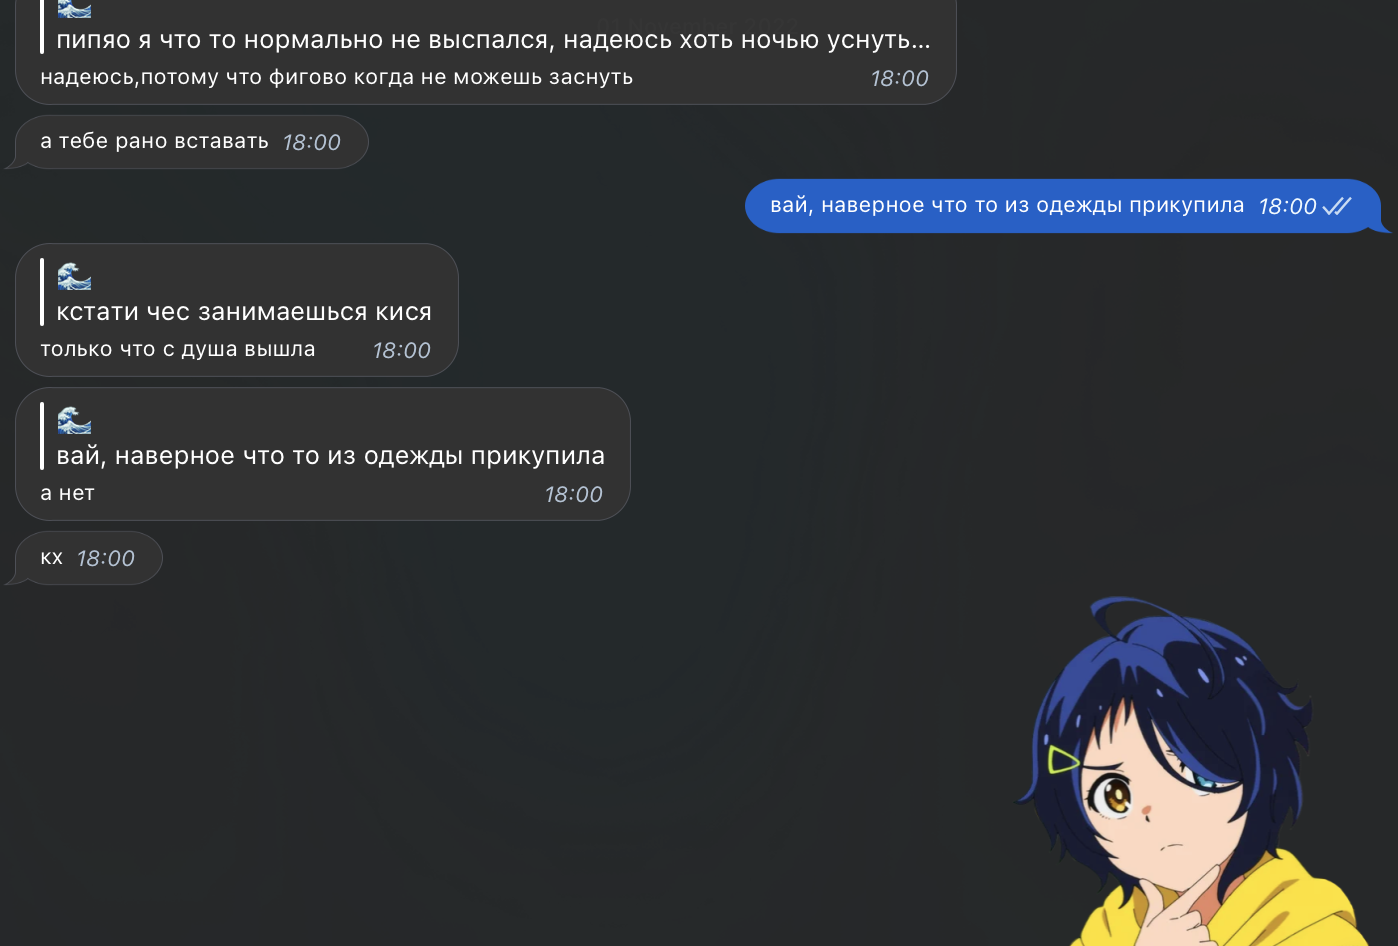 пипяо я что то нормально не выспался, надеюсь хоть ночью уснуть...
надеюсь,потому что фигово когда не можешь заснуть 18:00
а тебе рано вставать 18:00
вай, наверное что то из одежды прикупила 18:00
кстати чес занимаешься кися
только что с душа вышла 18:00
вай, наверное что то из одежды прикупила
а нет 18:00
кх 18:00